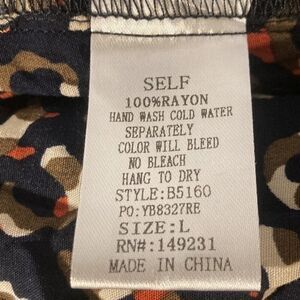 SELF
100%RAYON
HAND WASH COLD WATER
SEPARATELY
COLOR WILL BLEED
NO BLEACH
HANG TO DRY
STYLE:B5160
PO:YB8327RE
SIZE:L
RN#:149231
MADE IN CHINA